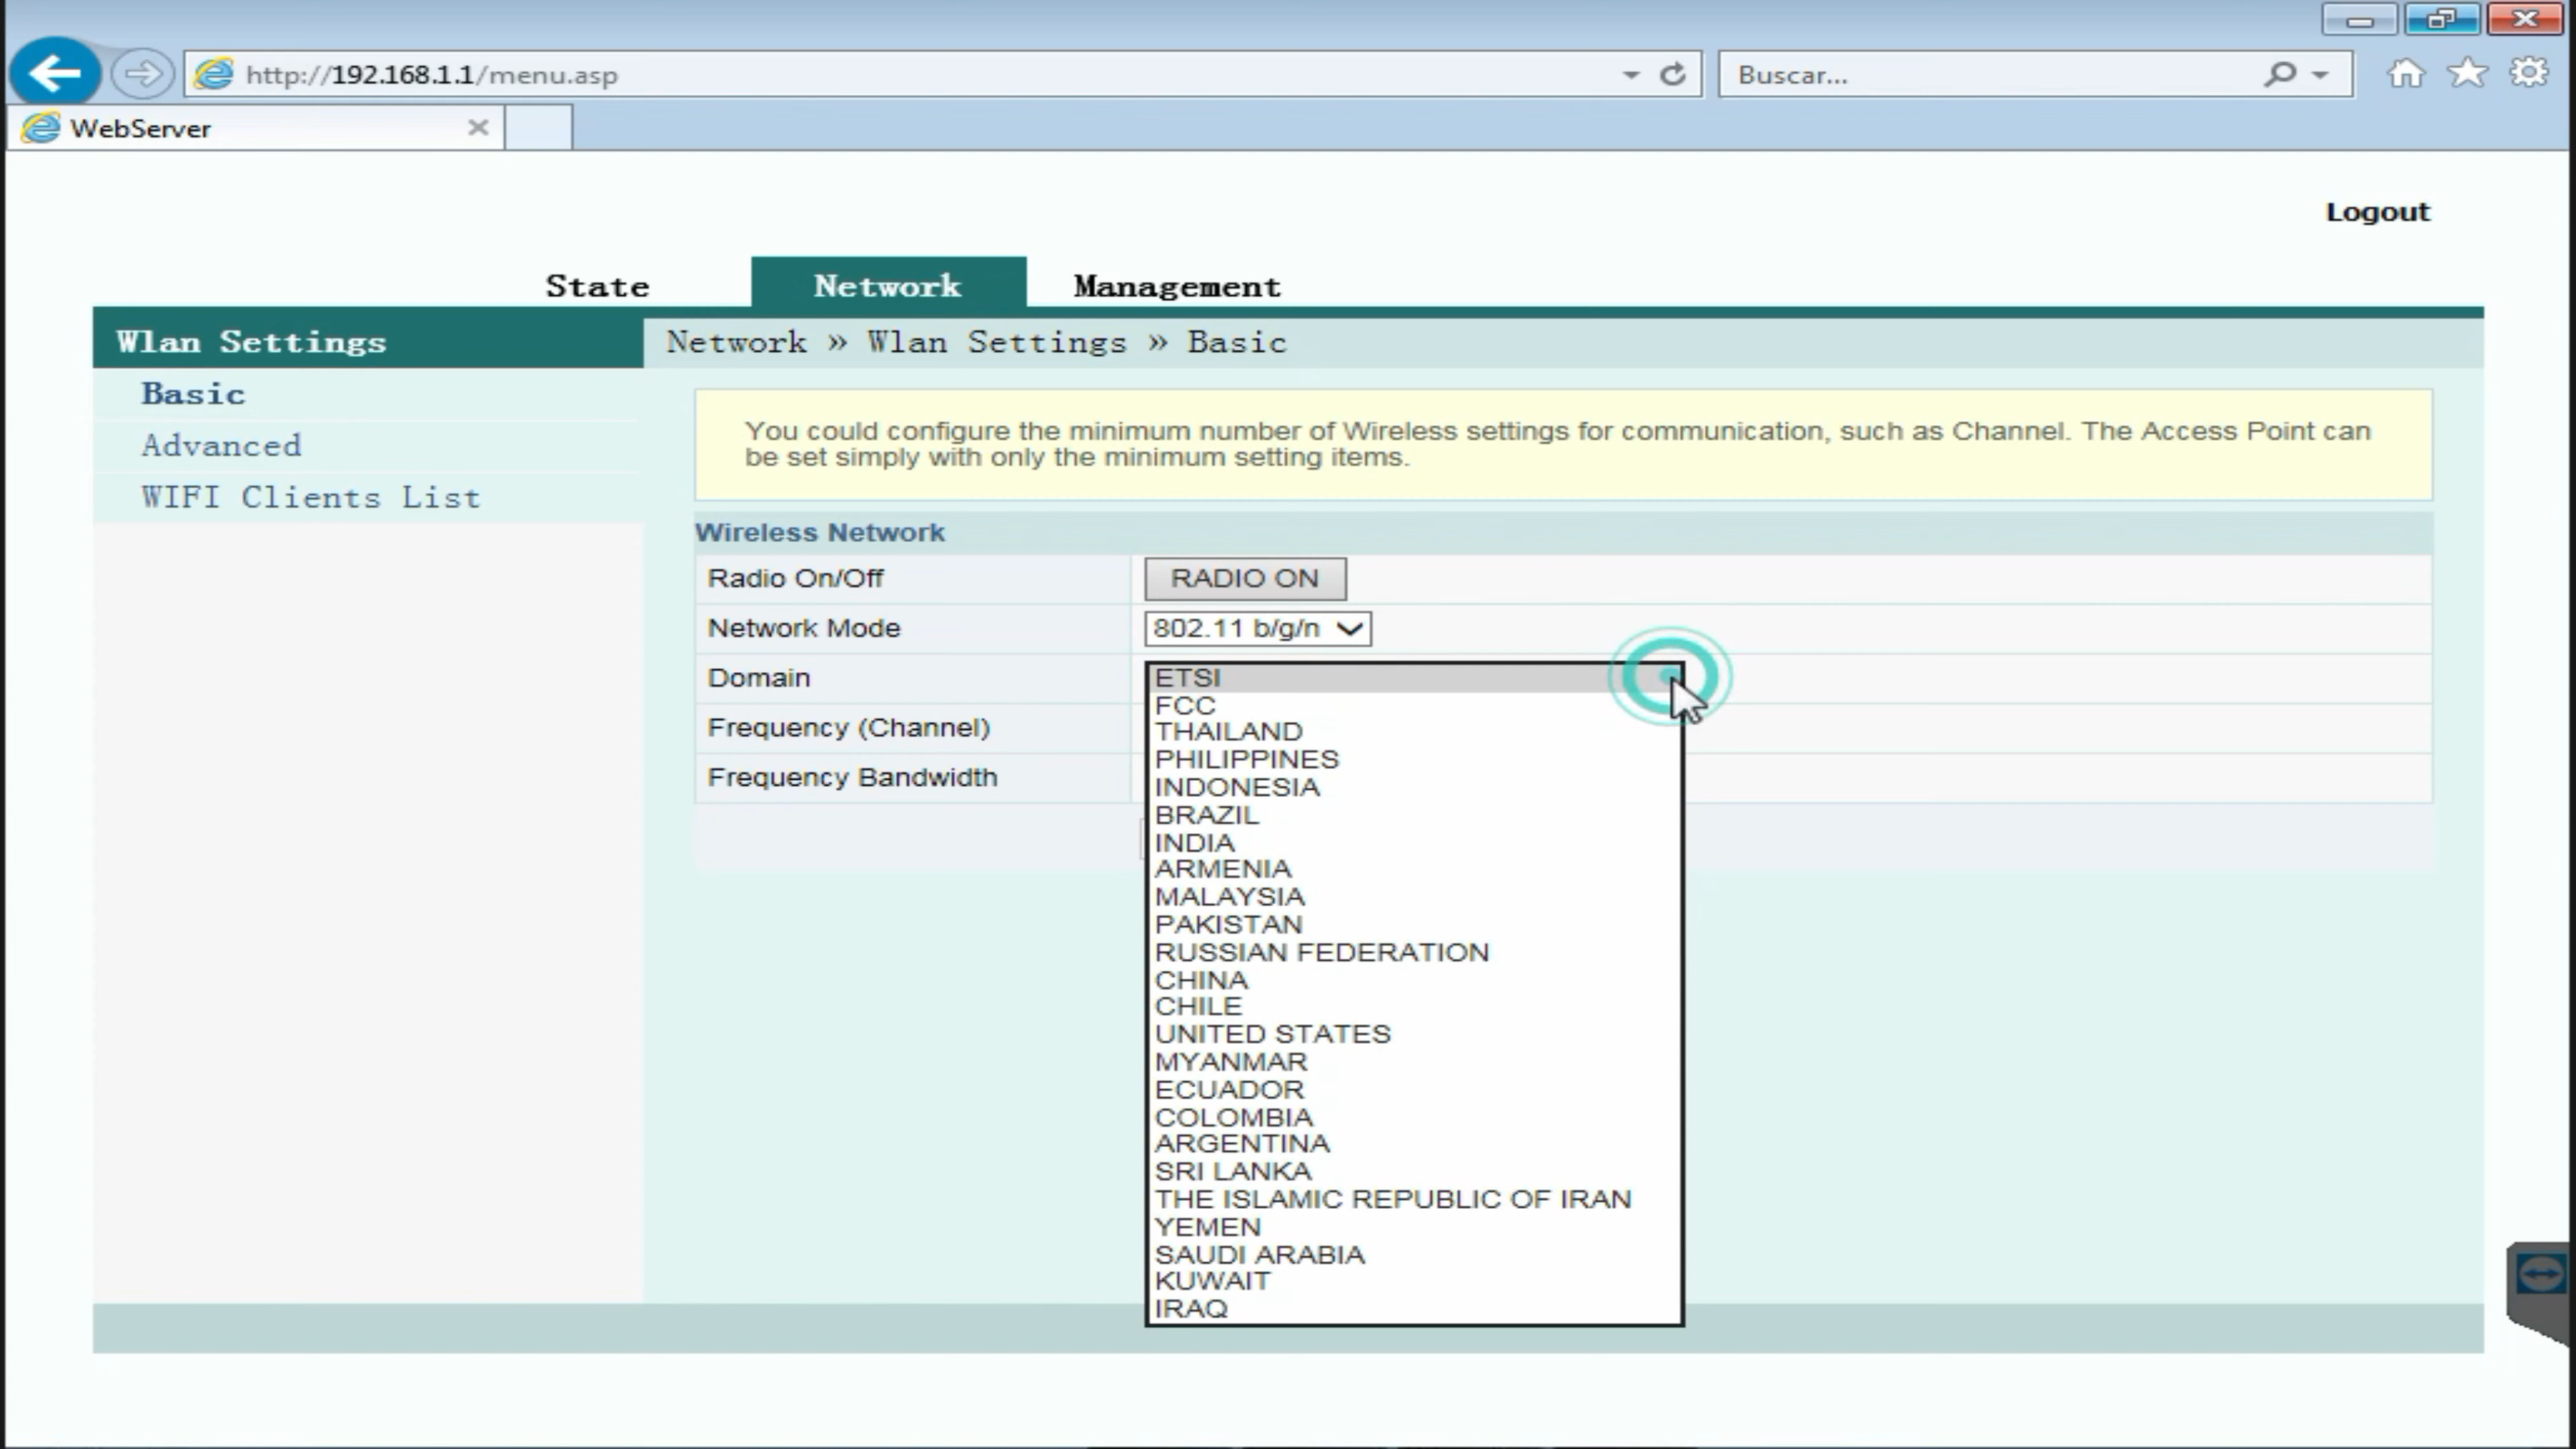 http://192.168.1.1/menu.asp
Buscar...
WebServer
Logout
State
Network
Management
Wlan Settings
Network » Wlan Settings » Basic
Basic
Advanced
WIFI Clients List
You could configure the minimum number of Wireless settings for communication, such as Channel. The Access Point can
be set simply with only the minimum setting items.
Wireless Network
Radio On/Off
RADIO ON
Network Mode
802.11 b/g/n
Domain
Frequency (Channel)
Frequency Bandwidth
ETSI
FCC
THAILAND
PHILIPPINES
INDONESIA
BRAZIL
INDIA
ARMENIA
MALAYSIA
PAKISTAN
RUSSIAN FEDERATION
CHINA
CHILE
UNITED STATES
MYANMAR
ECUADOR
COLOMBIA
ARGENTINA
SRI LANKA
THE ISLAMIC REPUBLIC OF IRAN
YEMEN
SAUDI ARABIA
KUWAIT
IRAQ